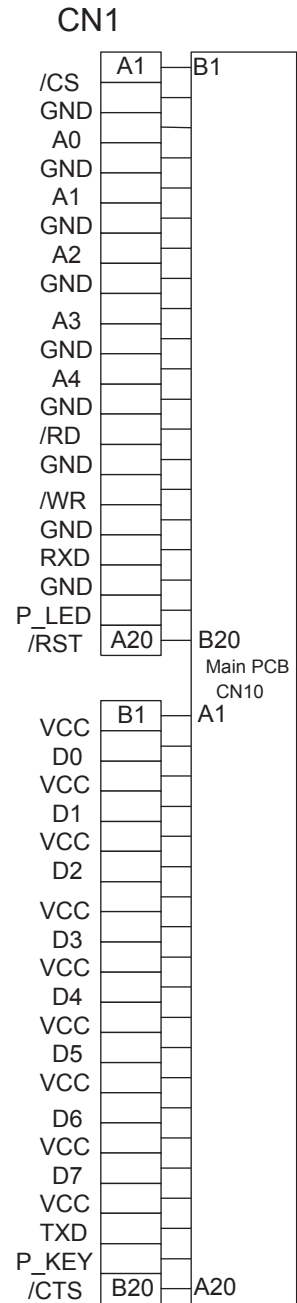 CN1
A1 B1
/CS
GND
A0
GND
A1
GND
A2
GND
A3
GND
A4
GND
/RD
GND
/WR
GND
RXD
GND
P_LED
/RST A20 B20
Main PCB
CN10
B1 A1
VCC
D0
VCC
D1
VCC
D2
VCC
D3
VCC
D4
VCC
D5
VCC
D6
VCC
D7
VCC
TXD
P_KEY
/CTS B20 A20